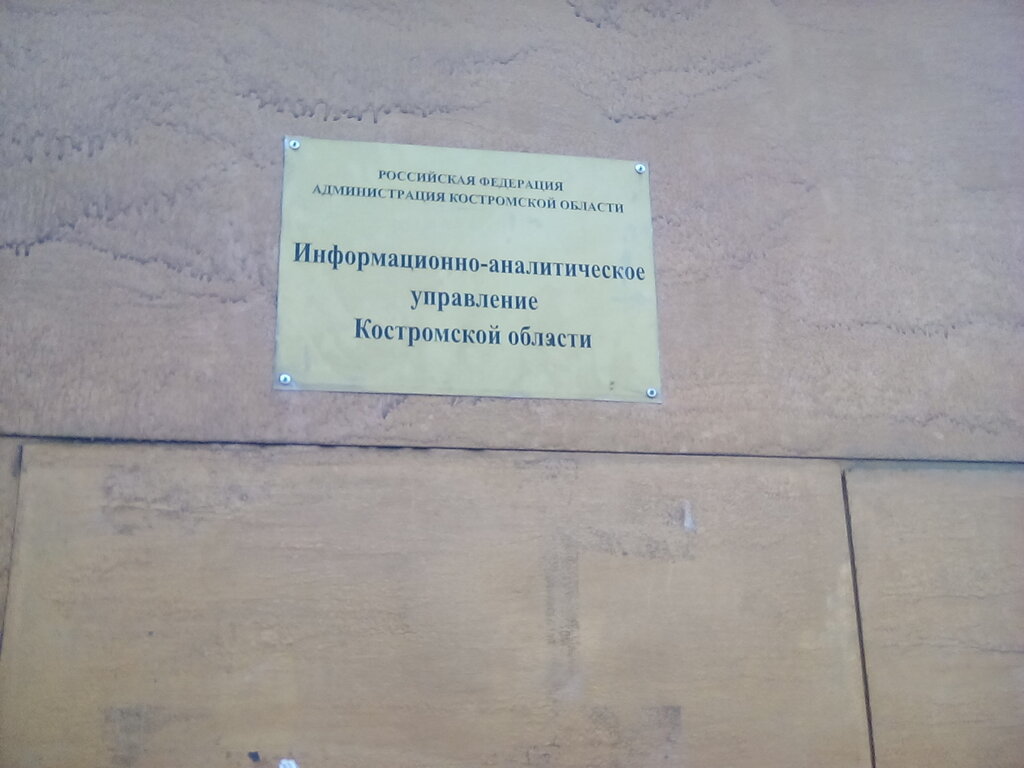 РОССИЙСКАЯ ФЕДЕРАЦИЯ
АДМИНИСТРАЦИЯ КОСТРОМСКОЙ ОБЛАСТИ
Информационно-аналитическое
управление
Костромской области